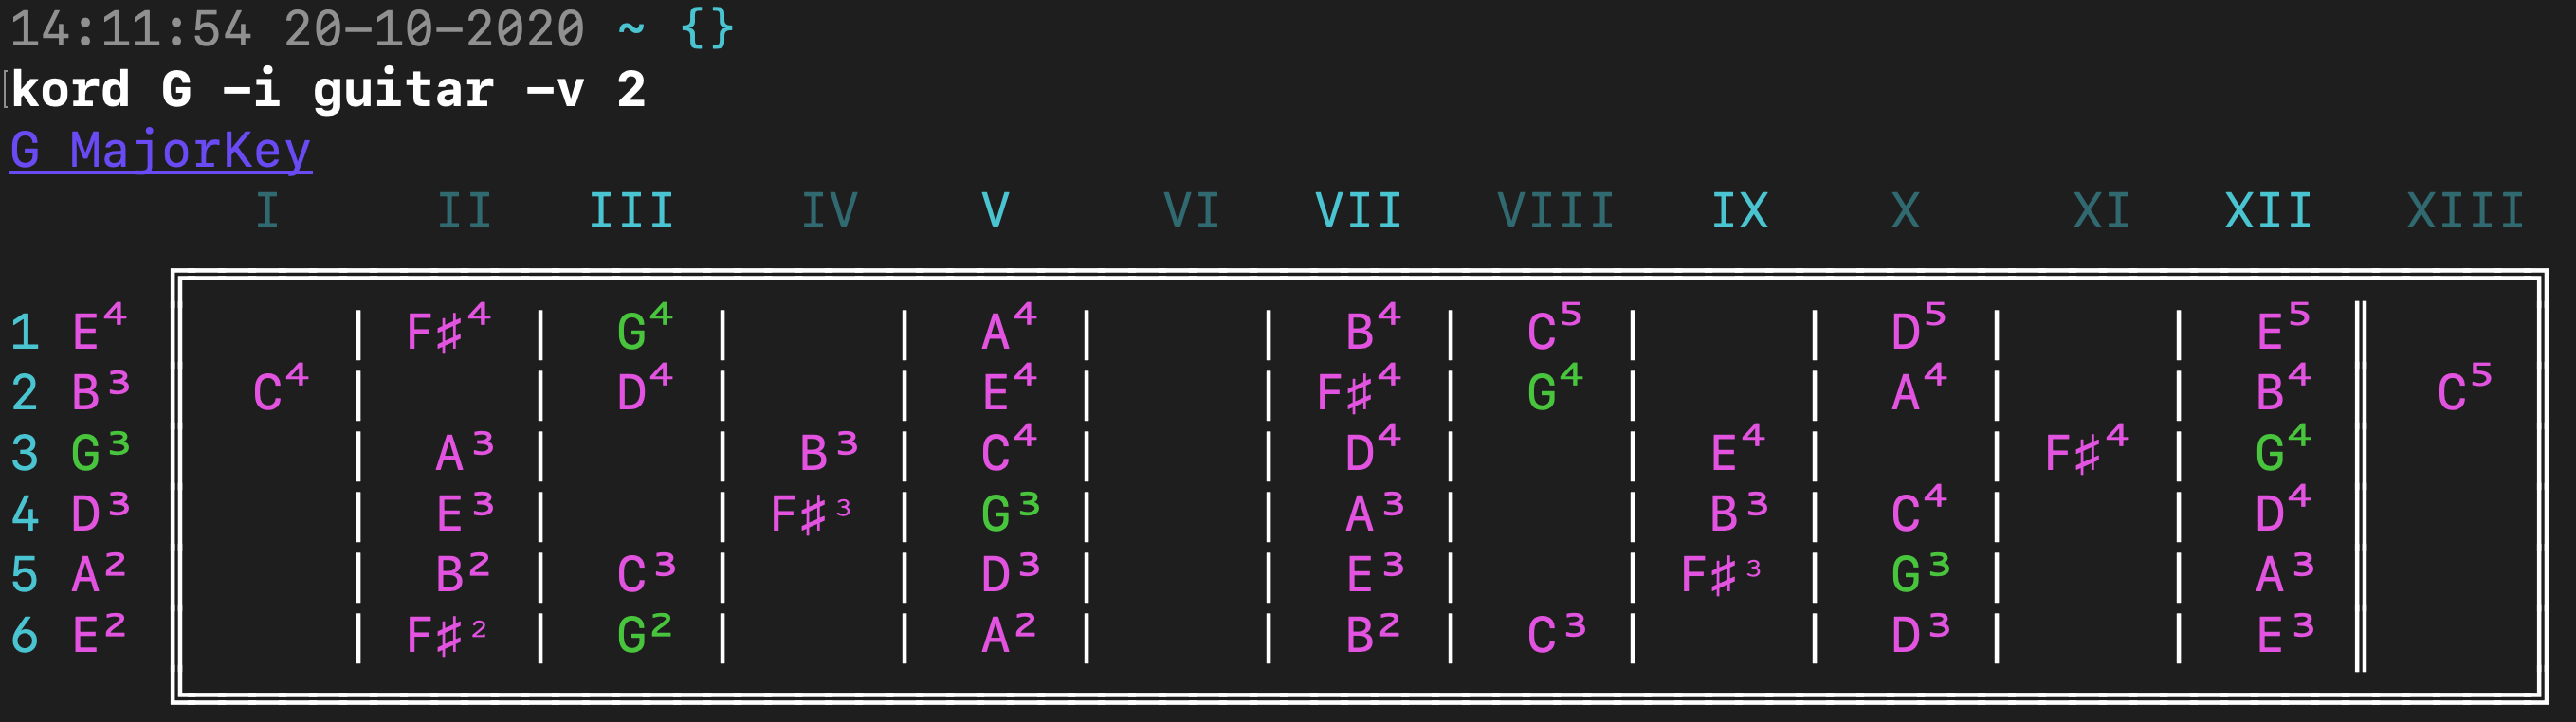 14:11:54 20-10-2020 ~ {}
kord G -i guitar -v 2
G MajorKey
I II III IV V VI VII VIII IX X XI XII XIII
1 E⁴ | F♯⁴ | G⁴ | | A⁴ | | B⁴ | C⁵ | | D⁵ | | E⁵ ‖
2 B³ C⁴ | | D⁴ | | E⁴ | | F♯⁴ | G⁴ | | A⁴ | | B⁴ ‖ C⁵
3 G³ | A³ | | B³ | C⁴ | | D⁴ | | E⁴ | | F♯⁴ | G⁴ ‖
4 D³ | E³ | | F♯³ | G³ | | A³ | | B³ | C⁴ | | D⁴ ‖
5 A² | B² | C³ | | D³ | | E³ | | F♯³ | G³ | | A³ ‖
6 E² | F♯² | G² | | A² | | B² | C³ | | D³ | | E³ ‖